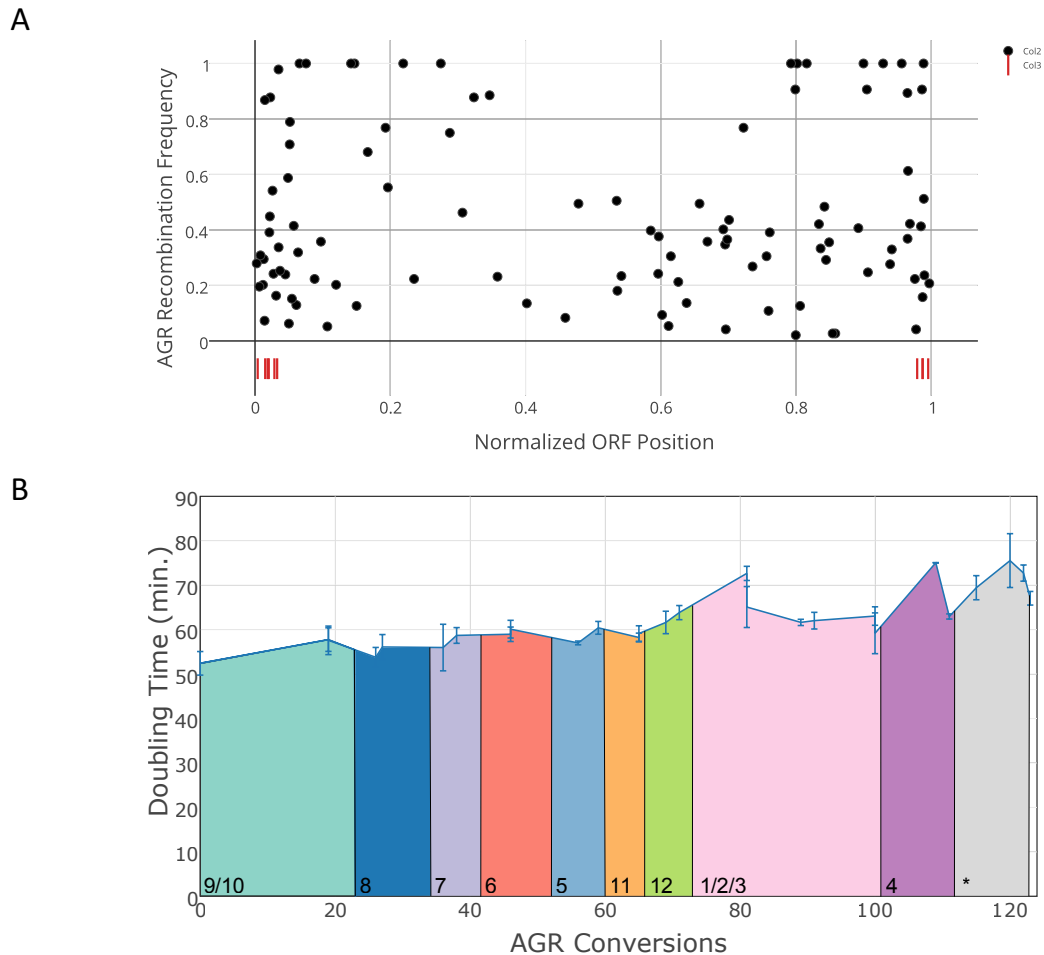 A
AGR Recombination Frequency
1
0.8
0.6
0.4
0.2
0
0 0.2 0.4 0.6 0.8 1
Normalized ORF Position
Col2
Col3
B
Doubling Time (min.)
90
80
70
60
50
40
30
20
10
0
9/10 8 7 6 5 11 12 1/2/3 4 *
0 20 40 60 80 100 120
AGR Conversions